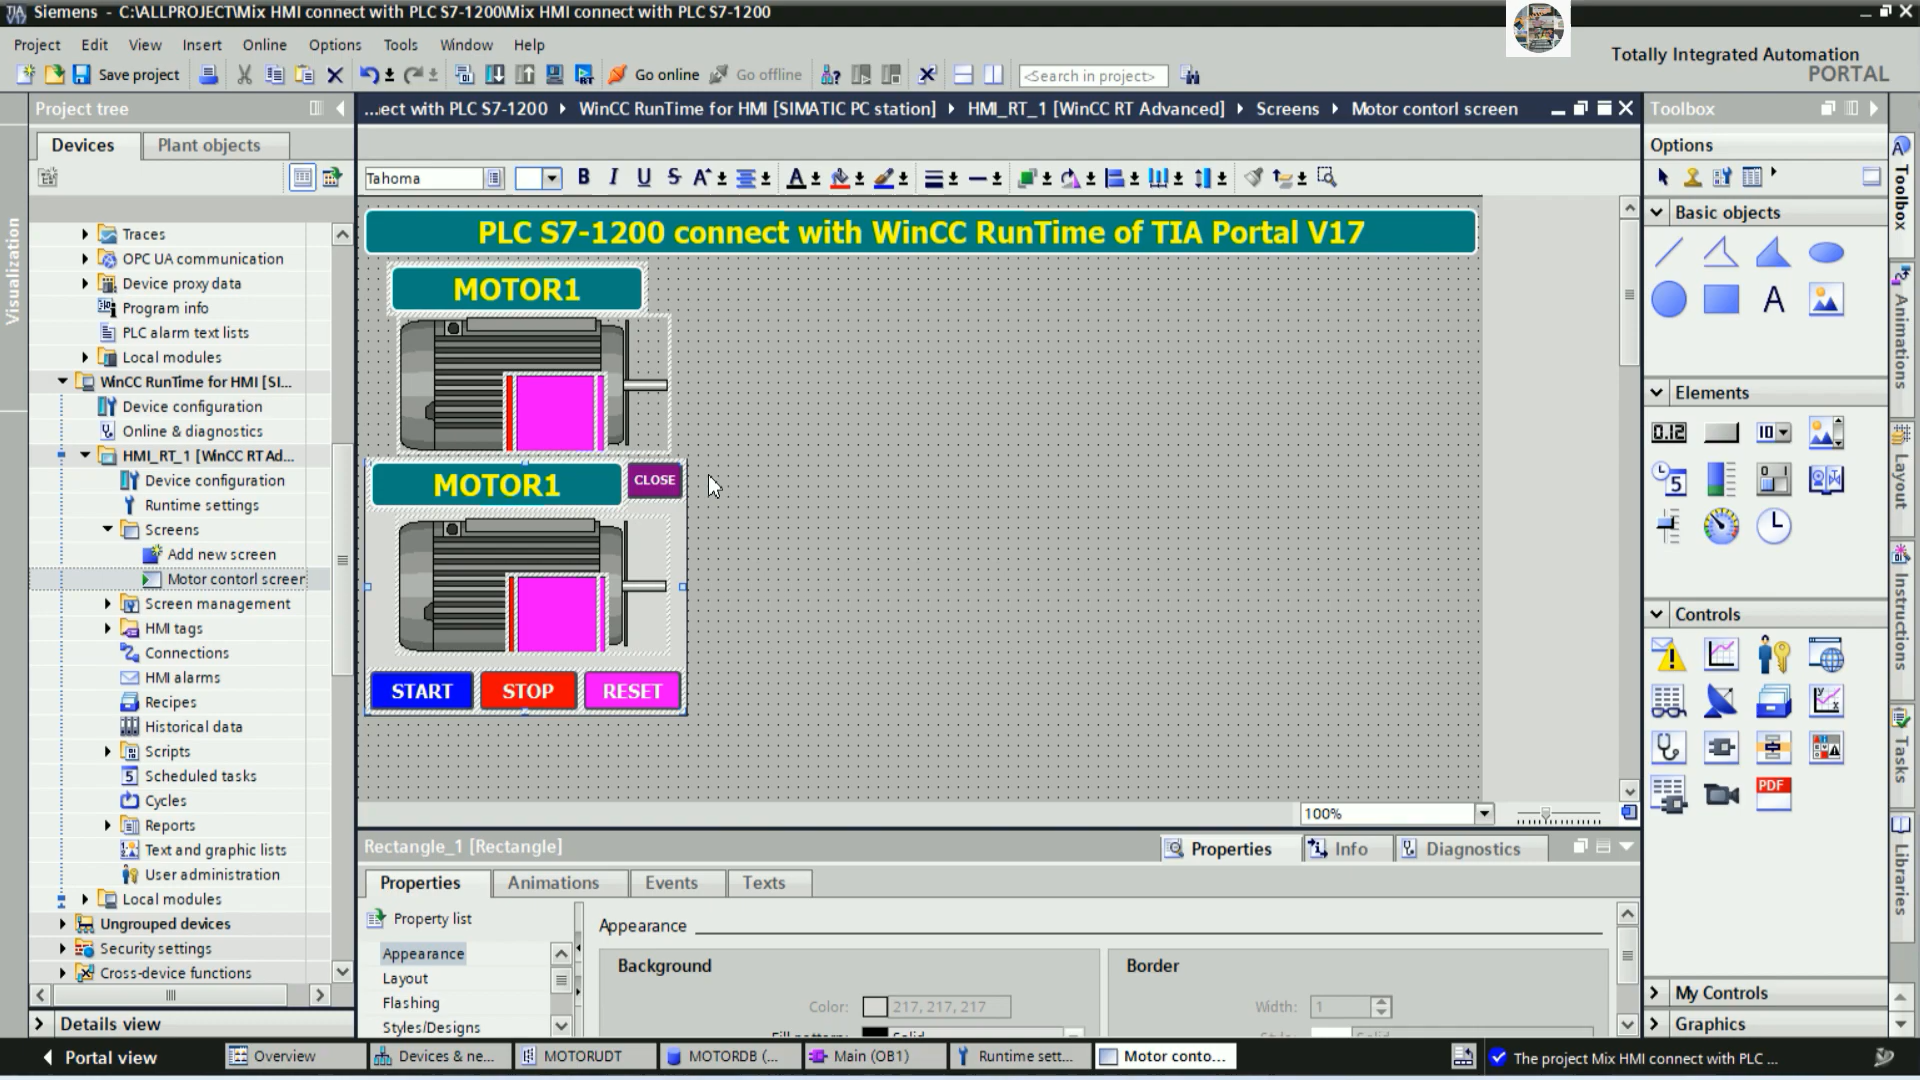 Siemens - C:\ALLPROJECT\Mix HMI connect with PLC S7-1200\Mix HMI connect with PLC S7-1200
Project Edit View Insert Online Options Tools Window Help
Totally Integrated Automation
PORTAL
Save project
Go online
Go offline
<Search in project>
Project tree
...ect with PLC S7-1200 WinCC RunTime for HMI [SIMATIC PC station] HMI_RT_1 [WinCC RT Advanced] Screens Motor contorl screen
Toolbox
Devices
Plant objects
Options
Tahoma
B I U S A
Basic objects
Visualization
Traces
OPC UA communication
Device proxy data
Program info
PLC alarm text lists
Local modules
WinCC RunTime for HMI [SI...
Device configuration
Online & diagnostics
HMI_RT_1 [WinCC RT Ad...
Device configuration
Runtime settings
Screens
Add new screen
Motor contorl screen
Screen management
HMI tags
Connections
HMI alarms
Recipes
Historical data
Scripts
Scheduled tasks
Cycles
Reports
Text and graphic lists
User administration
Local modules
Ungrouped devices
Security settings
Cross-device functions
Details view
PLC S7-1200 connect with WinCC RunTime of TIA Portal V17
MOTOR1
MOTOR1
CLOSE
START
STOP
RESET
100%
Rectangle_1 [Rectangle]
Properties
Info
Diagnostics
Properties
Animations
Events
Texts
Property list
Appearance
Layout
Flashing
Styles/Designs
Appearance
Background
Color:
217, 217, 217
Border
Width:
1
Elements
0.12
10
5
0 1
Controls
PDF
My Controls
Graphics
Toolbox
Animations
Layout
Instructions
Tasks
Libraries
Portal view
Overview
Devices & ne...
MOTORUDT
MOTORDB (...
Main (OB1)
Runtime sett...
Motor conto...
The project Mix HMI connect with PLC ...